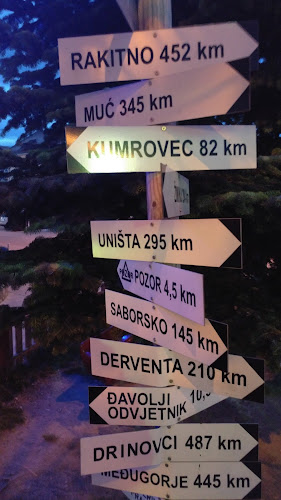 RAKITNO 452 km
MUĆ 345 km
KUMROVEC 82 km
UNIŠTA 295 km
POZOR 4,5 km
SABORSKO 145 km
DERVENTA 210 km
ĐAVOLJI
ODVJETNIK
DRINOVCI 487 km
MEĐUGORJE 445 km